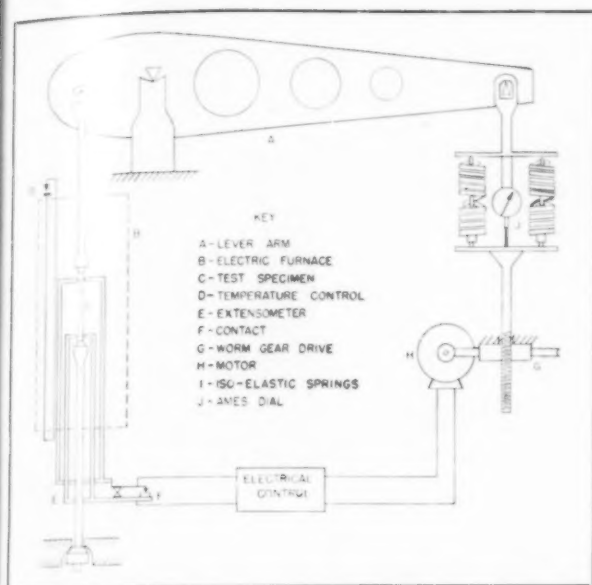 A
B
KEY
A-LEVER ARM
B-ELECTRIC FURNACE
C-TEST SPECIMEN
D-TEMPERATURE CONTROL
E-EXTENSOMETER
F-CONTACT
G-WORM GEAR DRIVE
H-MOTOR
I-ISO-ELASTIC SPRINGS
J-AMES DIAL
J
H
G
ELECTRICAL
CONTROL
E
F